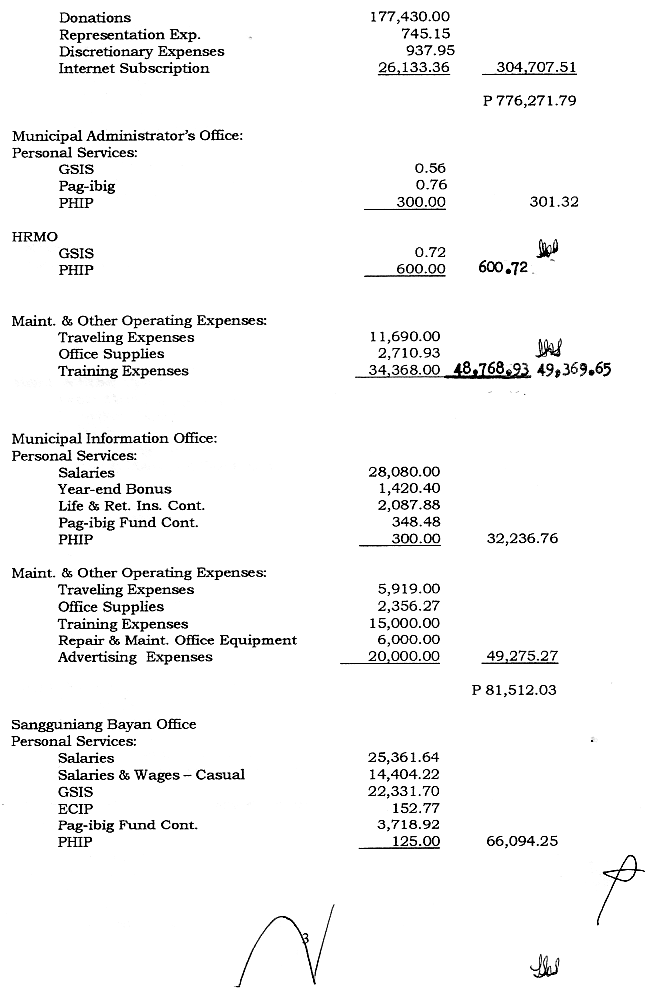 Donations 177,430.00
Representation Exp. 745.15
Discretionary Expenses 937.95
Internet Subscription 26,133.36 304,707.51
P 776,271.79
Municipal Administrator's Office:
Personal Services:
GSIS 0.56
Pag-ibig 0.76
PHIP 300.00 301.32
HRMO
GSIS 0.72
PHIP 600.00 600.72
Maint. & Other Operating Expenses:
Traveling Expenses 11,690.00
Office Supplies 2,710.93
Training Expenses 34,368.00 48,768.93 49,369.65
Municipal Information Office:
Personal Services:
Salaries 28,080.00
Year-end Bonus 1,420.40
Life & Ret. Ins. Cont. 2,087.88
Pag-ibig Fund Cont. 348.48
PHIP 300.00 32,236.76
Maint. & Other Operating Expenses:
Traveling Expenses 5,919.00
Office Supplies 2,356.27
Training Expenses 15,000.00
Repair & Maint. Office Equipment 6,000.00
Advertising Expenses 20,000.00 49,275.27
P 81,512.03
Sangguniang Bayan Office
Personal Services:
Salaries 25,361.64
Salaries & Wages – Casual 14,404.22
GSIS 22,331.70
ECIP 152.77
Pag-ibig Fund Cont. 3,718.92
PHIP 125.00 66,094.25
3